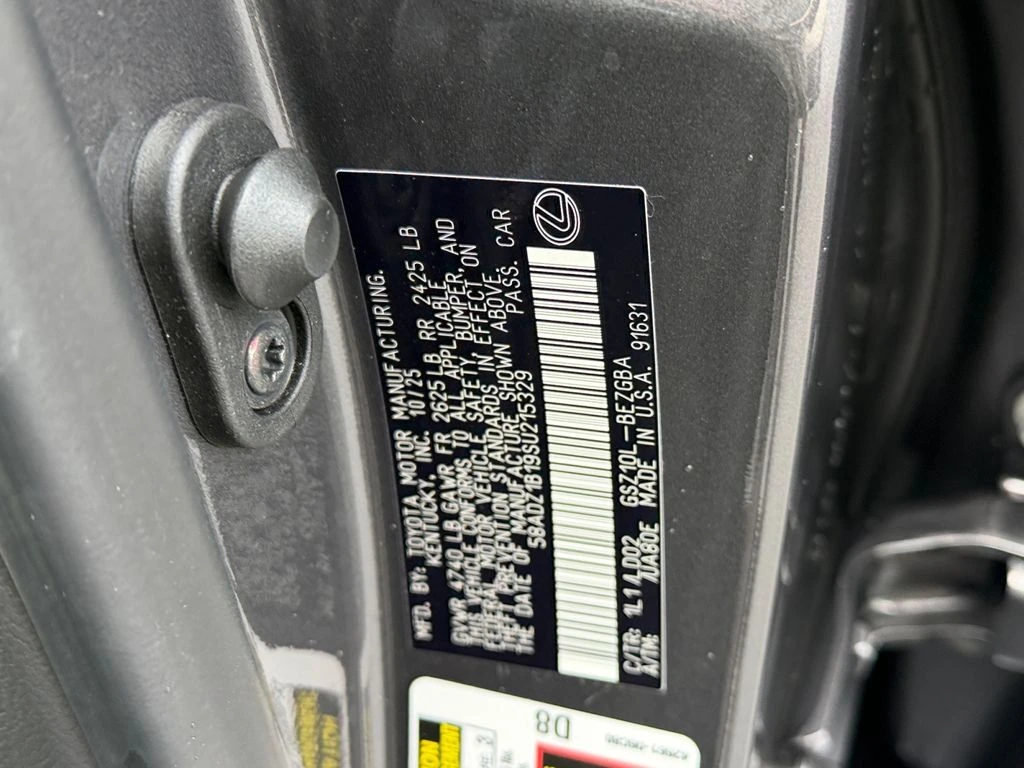 MFD. BY: TOYOTA MOTOR MANUFACTURING,
KENTUCKY, INC. 10/25
GVWR 4740 LB GAWR FR 2625 LB RR 2425 LB
THIS VEHICLE CONFORMS TO ALL APPLICABLE
FEDERAL MOTOR VEHICLE SAFETY, BUMPER, AND
THEFT PREVENTION STANDARDS IN EFFECT ON
THE DATE OF MANUFACTURE SHOWN ABOVE.
58ADZ1B19SU215329 PASS. CAR
C/TR: 1L1 LD02 GSZ10L-BEZGBA
A/TM: /UA80E MADE IN U.S.A. 91631
D8